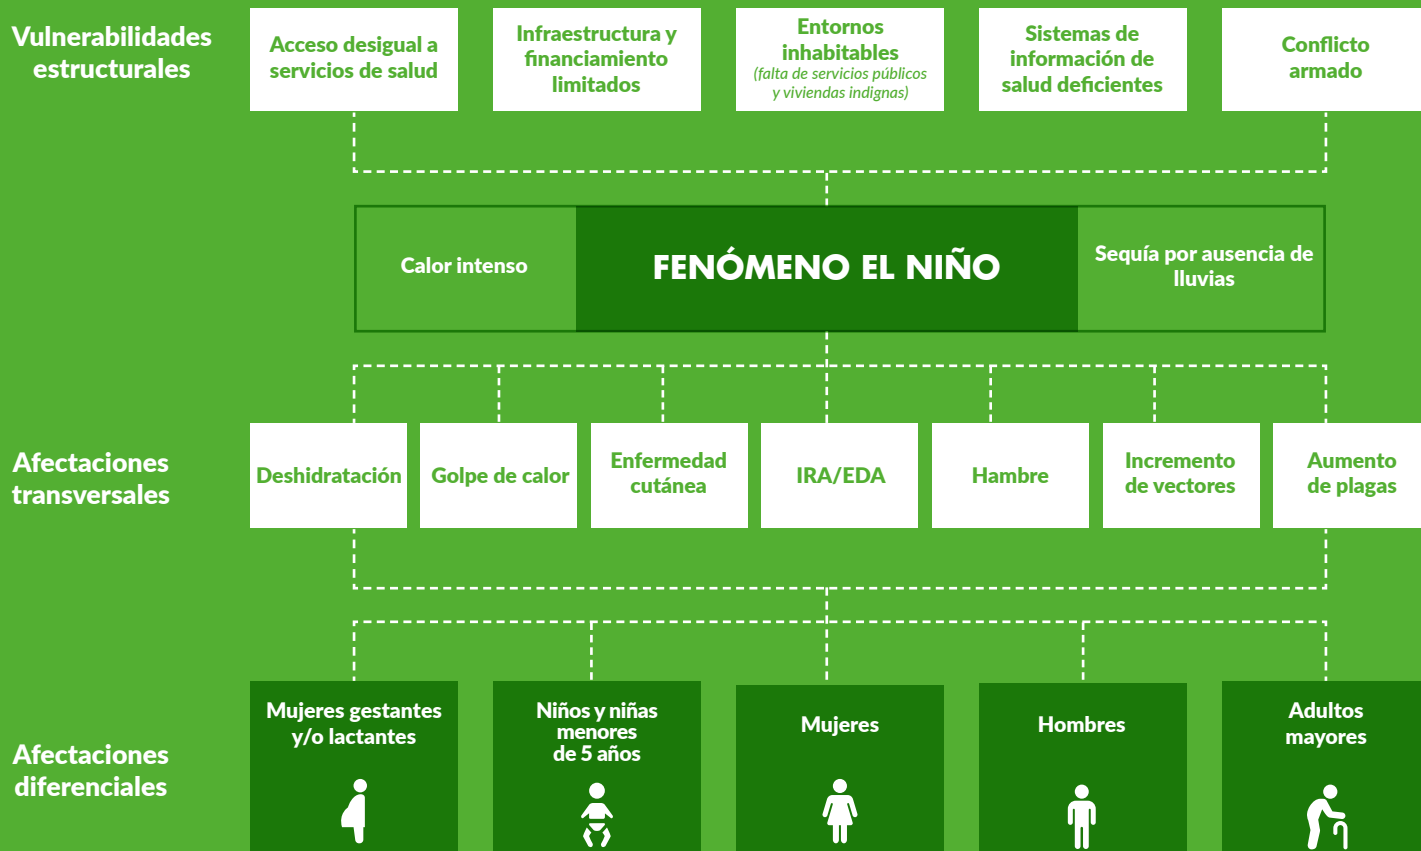 Vulnerabilidades
estructurales
Acceso desigual a
servicios de salud
Infraestructura y
financiamiento
limitados
Entornos
inhabitables
(falta de servicios públicos
y viviendas indignas)
Sistemas de
información de
salud deficientes
Conflicto
armado
Calor intenso
FENÓMENO EL NIÑO
Sequía por ausencia de
lluvias
Afectaciones
transversales
Deshidratación
Golpe de calor
Enfermedad
cutánea
IRA/EDA
Hambre
Incremento
de vectores
Aumento
de plagas
Afectaciones
diferenciales
Mujeres gestantes
y/o lactantes
Niños y niñas
menores
de 5 años
Mujeres
Hombres
Adultos
mayores